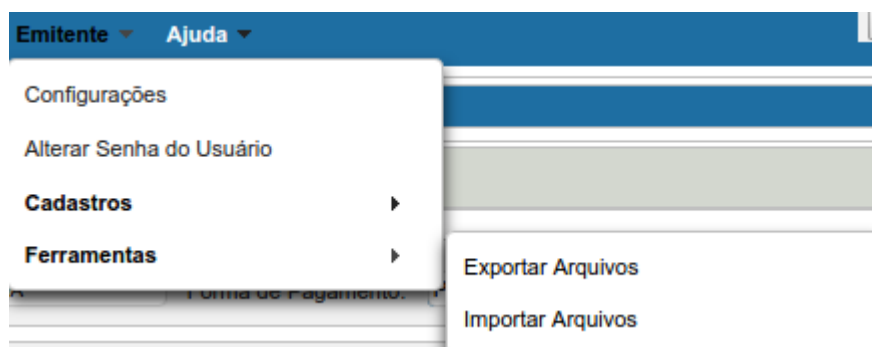 Emitente Ajuda
Configurações
Alterar Senha do Usuário
Cadastros
Ferramentas
Exportar Arquivos
Forma de Pagamento:
Importar Arquivos